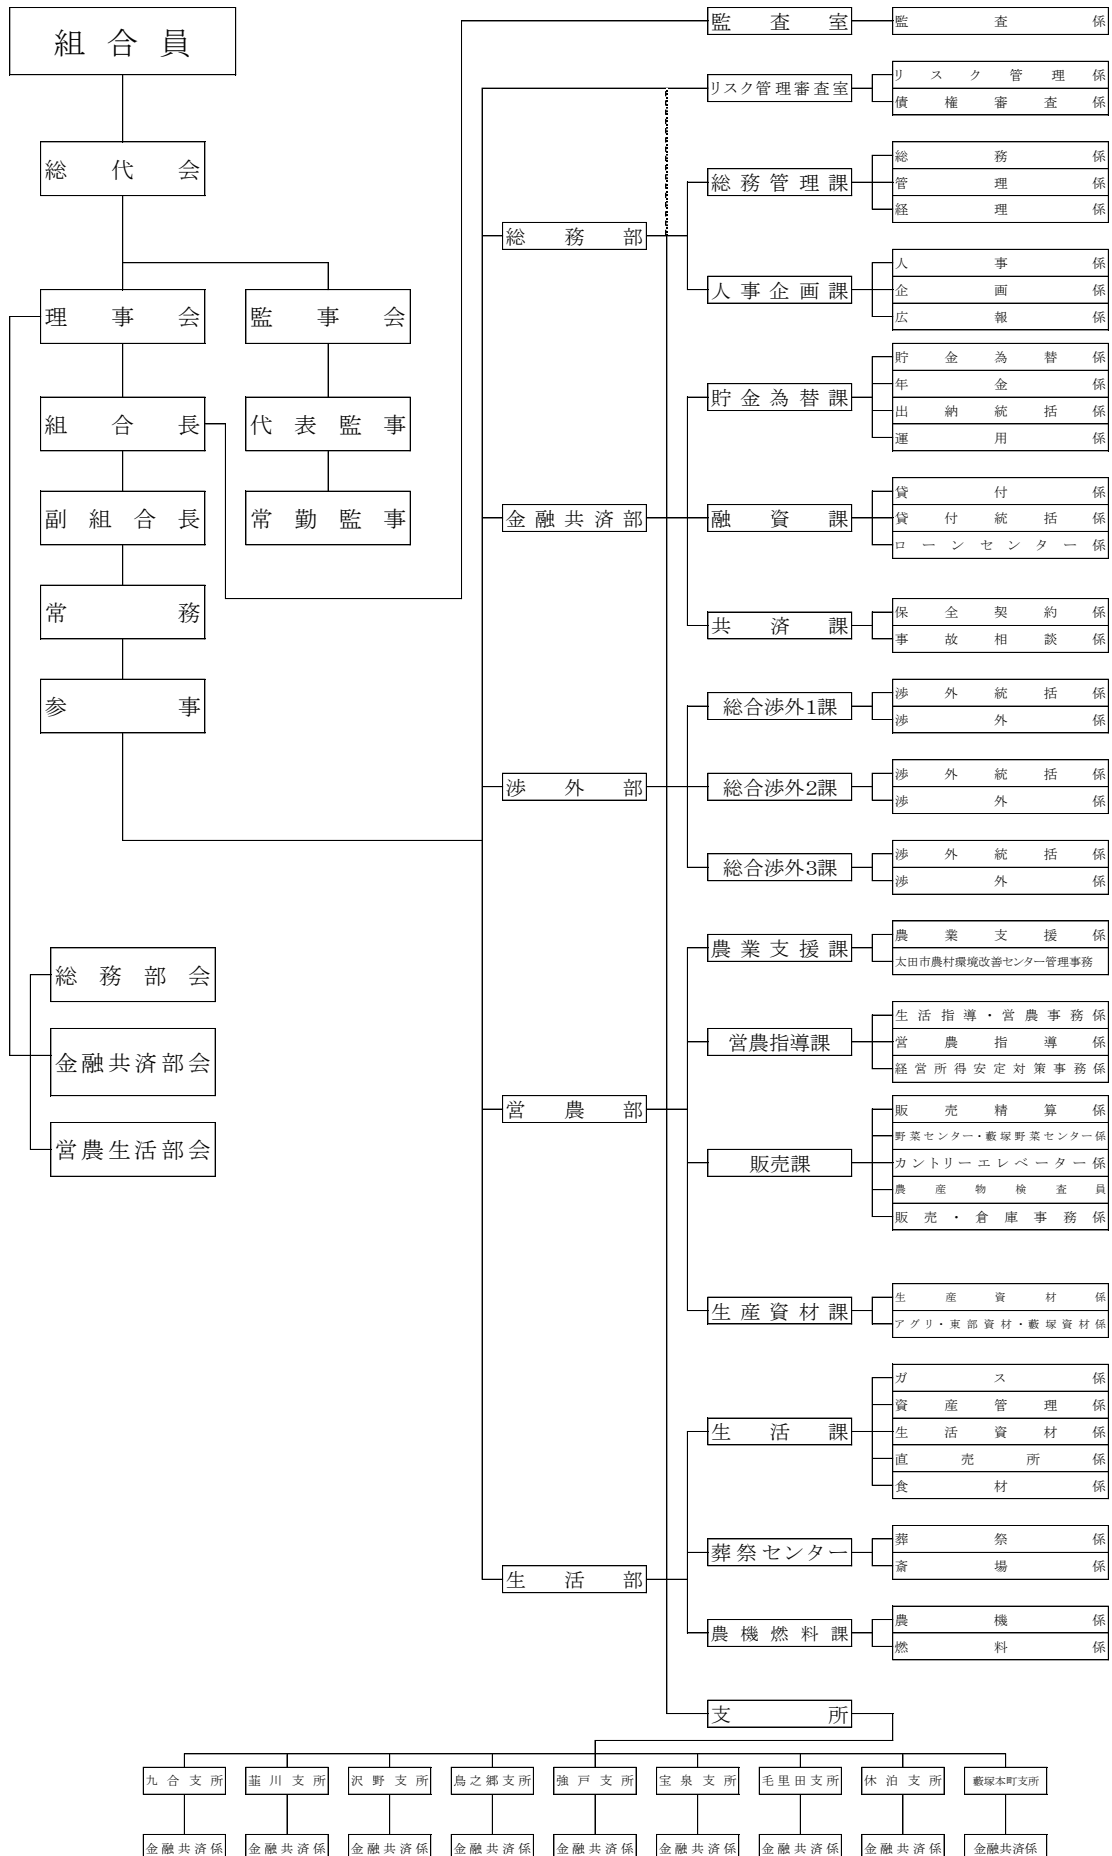 組合員
総代会
理事会
監事会
組合長
代表監事
副組合長
常勤監事
常務
参事
総務部会
金融共済部会
営農生活部会
監査室
監査係
リスク管理審査室
リスク管理係
債権審査係
総務部
総務管理課
総務係
管理係
経理係
人事企画課
人事係
企画係
広報係
金融共済部
貯金為替課
貯金為替係
年金係
出納統括係
運用係
融資課
貸付係
貸付統括係
ローンセンター係
共済課
保全契約係
事故相談係
渉外部
総合渉外1課
渉外統括係
渉外係
総合渉外2課
渉外統括係
渉外係
総合渉外3課
渉外統括係
渉外係
営農部
農業支援課
農業支援係
太田市農村環境改善センター管理事務
営農指導課
生活指導・営農事務係
営農指導係
経営所得安定対策事務係
販売課
販売精算係
野菜センター・藪塚野菜センター係
カントリーエレベーター係
農産物検査員
販売・倉庫事務係
生産資材課
生産資材係
アグリ・東部資材・藪塚資材係
生活部
生活課
ガス係
資産管理係
生活資材係
直売所係
食材係
葬祭センター
葬祭係
斎場係
農機燃料課
農機係
燃料係
支所
九合支所
韮川支所
沢野支所
鳥之郷支所
強戸支所
宝泉支所
毛里田支所
休泊支所
藪塚本町支所
金融共済係
金融共済係
金融共済係
金融共済係
金融共済係
金融共済係
金融共済係
金融共済係
金融共済係